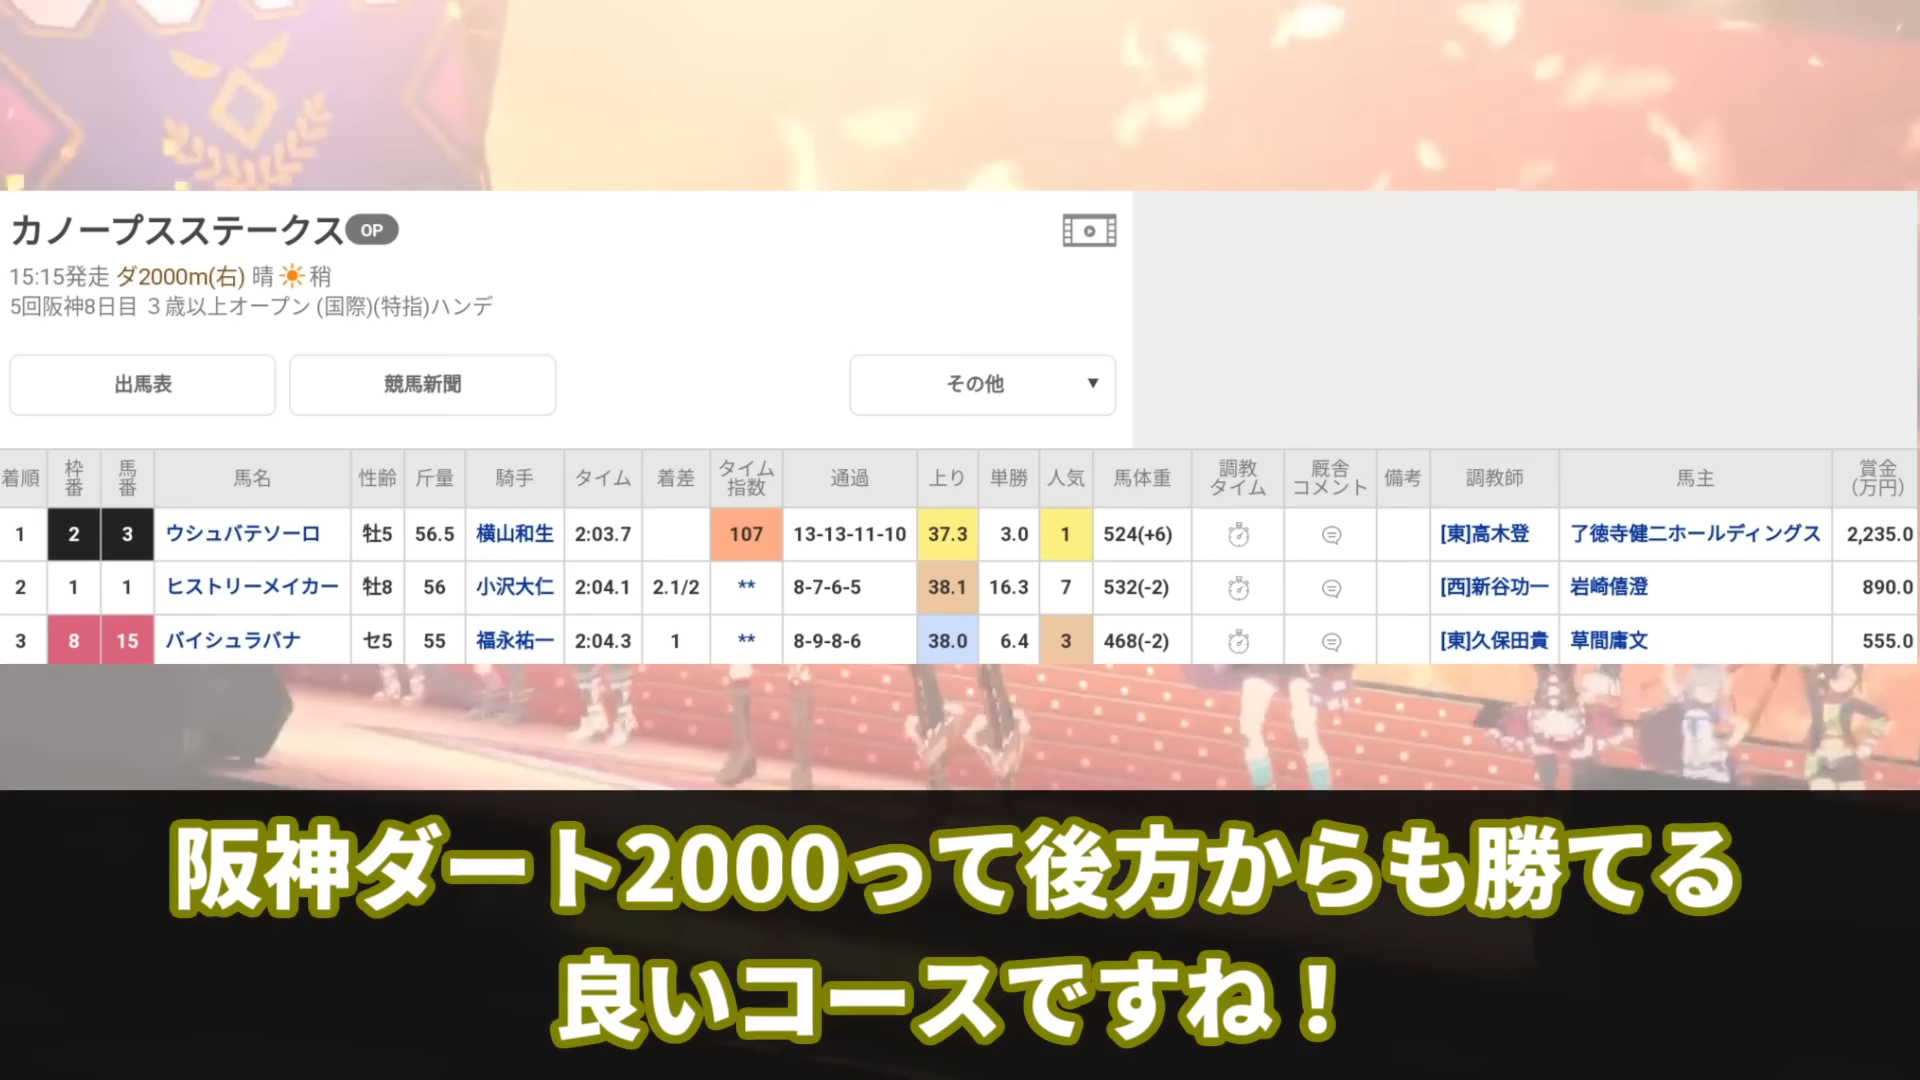 カノープスステークス OP
15:15発走 ダ2000m(右) 晴 稍
5回阪神8日目 3歳以上オープン (国際)(特指)ハンデ
出馬表 競馬新聞 その他 ▼
着順 枠番 馬番 馬名 性齢 斤量 騎手 タイム 着差 タイム指数 通過 上り 単勝 人気 馬体重 調教タイム 厩舎コメント 備考 調教師 馬主 賞金(万円)
1 2 3 ウシュバテソーロ 牡5 56.5 横山和生 2:03.7 107 13-13-11-10 37.3 3.0 1 524(+6) [東]高木登 了徳寺健二ホールディングス 2,235.0
2 1 1 ヒストリーメイカー 牡8 56 小沢大仁 2:04.1 2.1/2 ** 8-7-6-5 38.1 16.3 7 532(-2) [西]新谷功一 岩崎僖澄 890.0
3 8 15 バイシュラバナ セ5 55 福永祐一 2:04.3 1 ** 8-9-8-6 38.0 6.4 3 468(-2) [東]久保田貴 草間庸文 555.0
阪神ダート2000って後方からも勝てる
良いコースですね！